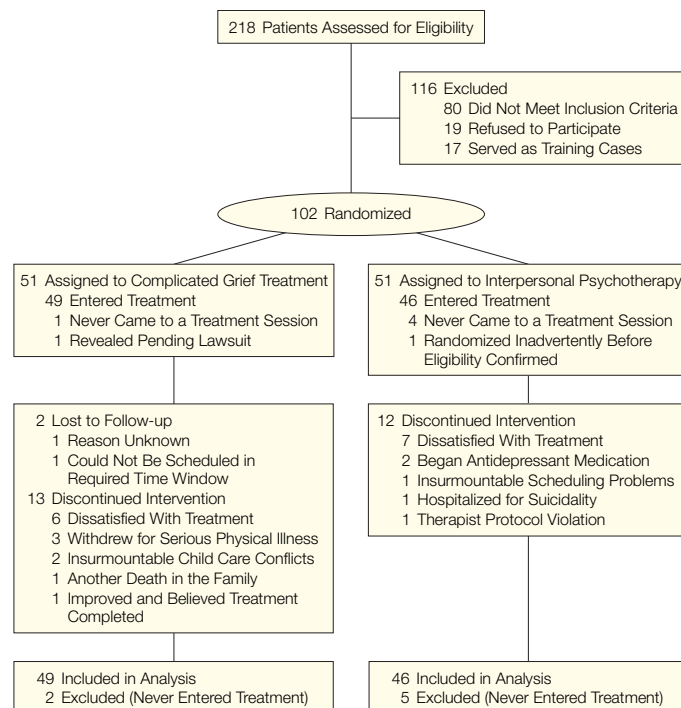 218 Patients Assessed for Eligibility
116 Excluded
80 Did Not Meet Inclusion Criteria
19 Refused to Participate
17 Served as Training Cases
102 Randomized
51 Assigned to Complicated Grief Treatment
49 Entered Treatment
1 Never Came to a Treatment Session
1 Revealed Pending Lawsuit
51 Assigned to Interpersonal Psychotherapy
46 Entered Treatment
4 Never Came to a Treatment Session
1 Randomized Inadvertently Before
Eligibility Confirmed
2 Lost to Follow-up
1 Reason Unknown
1 Could Not Be Scheduled in
Required Time Window
13 Discontinued Intervention
6 Dissatisfied With Treatment
3 Withdrew for Serious Physical Illness
2 Insurmountable Child Care Conflicts
1 Another Death in the Family
1 Improved and Believed Treatment
Completed
12 Discontinued Intervention
7 Dissatisfied With Treatment
2 Began Antidepressant Medication
1 Insurmountable Scheduling Problems
1 Hospitalized for Suicidality
1 Therapist Protocol Violation
49 Included in Analysis
2 Excluded (Never Entered Treatment)
46 Included in Analysis
5 Excluded (Never Entered Treatment)